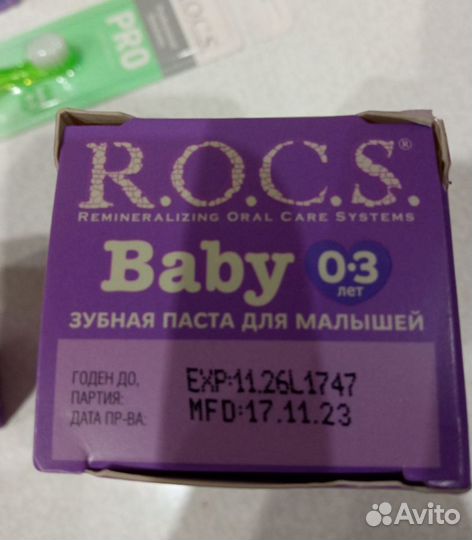 PRO
R.O.C.S.
R.O.C.S.®
REMINERALIZING ORAL CARE SYSTEMS
Baby 0-3 лет
ЗУБНАЯ ПАСТА ДЛЯ МАЛЫШЕЙ
ГОДЕН ДО, EXP:11.26L1747
ПАРТИЯ:
ДАТА ПР-ВА: MFD:17.11.23
Avito